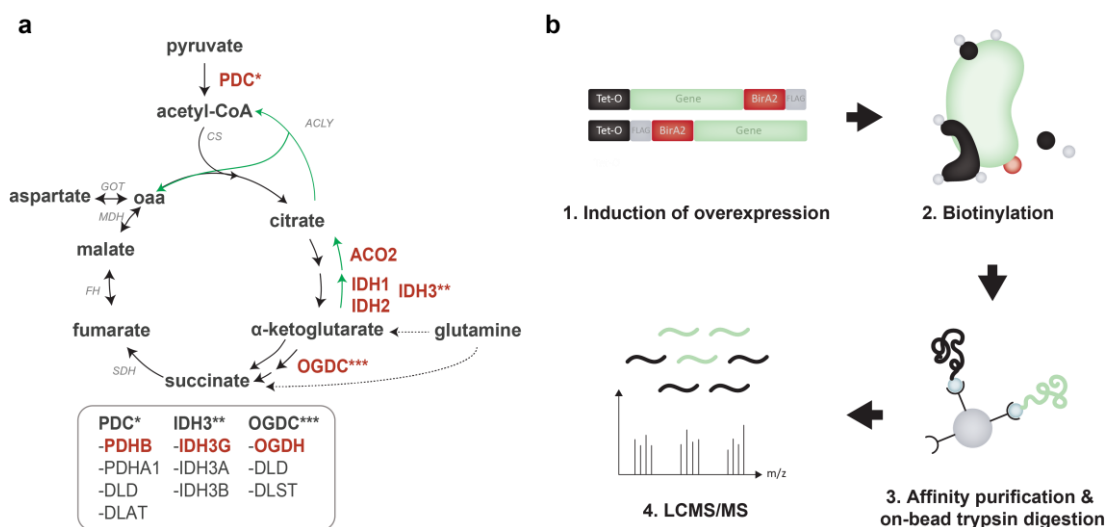 a
pyruvate
PDC*
acetyl-CoA
CS
ACLY
GOT
aspartate
oaa
MDH
citrate
malate
ACO2
IDH1
IDH2
IDH3**
FH
fumarate
α-ketoglutarate
glutamine
OGDC***
SDH
succinate
PDC* IDH3** OGDC***
-PDHB -IDH3G -OGDH
-PDHA1 -IDH3A -DLD
-DLD -IDH3B -DLST
-DLAT
b
Tet-O Gene BirA2 FLAG
Tet-O FLAG BirA2 Gene
1. Induction of overexpression
2. Biotinylation
m/z
4. LCMS/MS
3. Affinity purification &
on-bead trypsin digestion